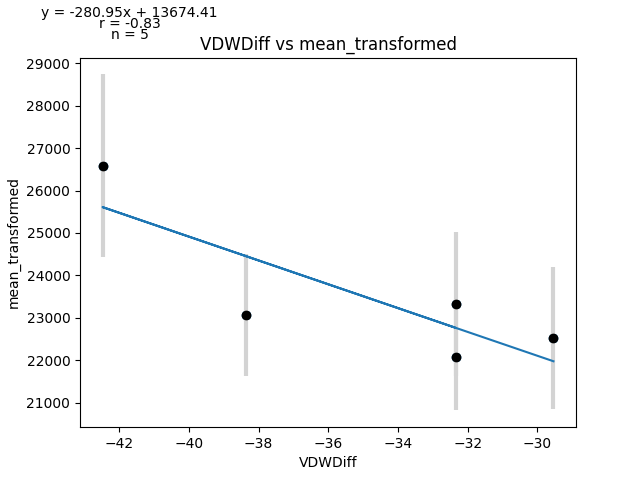 y = -280.95x + 13674.41
r = -0.83
n = 5
VDWDiff vs mean_transformed
29000
28000
27000
26000
25000
24000
23000
22000
21000
mean_transformed
−42 −40 −38 −36 −34 −32 −30
VDWDiff